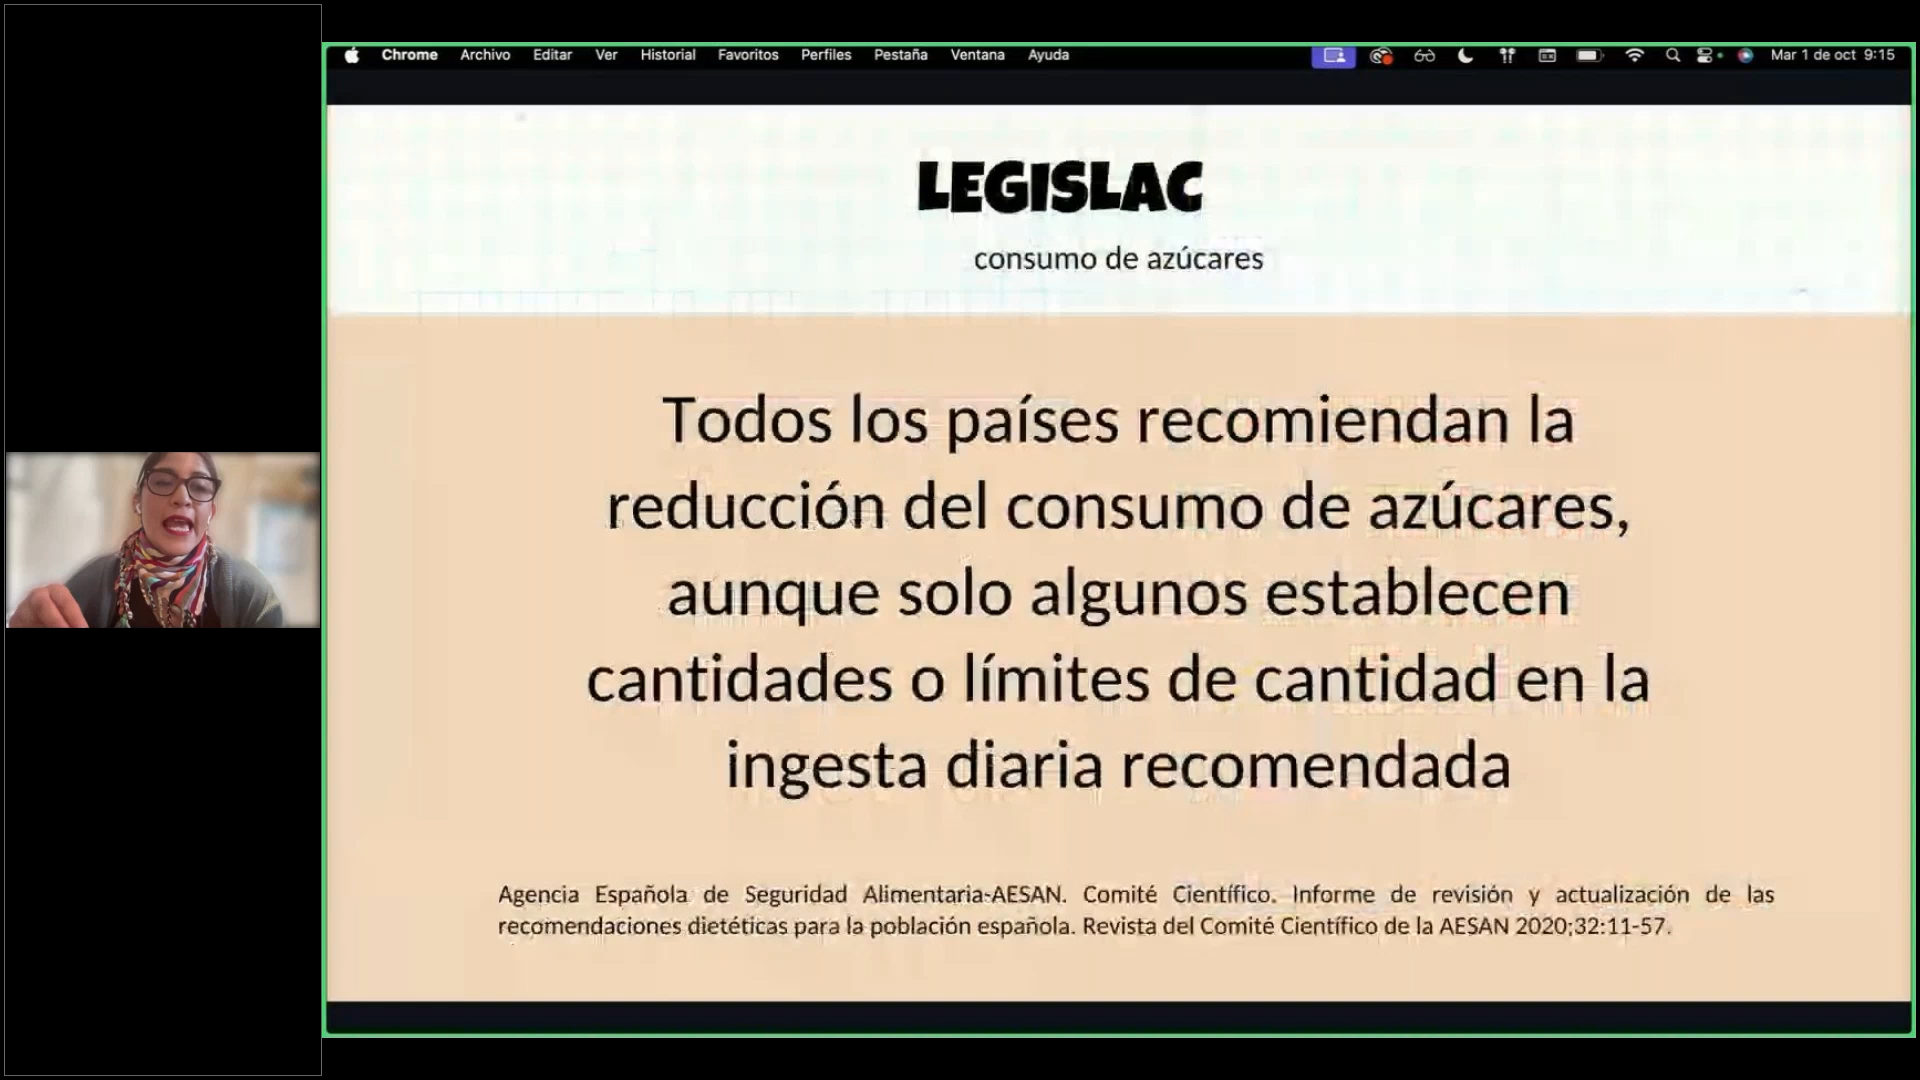 Chrome Archivo Editar Ver Historial Favoritos Perfiles Pestaña Ventana Ayuda Mar 1 de oct 9:15
LEGISLAC
consumo de azúcares
Todos los países recomiendan la
reducción del consumo de azúcares,
aunque solo algunos establecen
cantidades o límites de cantidad en la
ingesta diaria recomendada
Agencia Española de Seguridad Alimentaria-AESAN. Comité Científico. Informe de revisión y actualización de las
recomendaciones dietéticas para la población española. Revista del Comité Científico de la AESAN 2020;32:11-57.